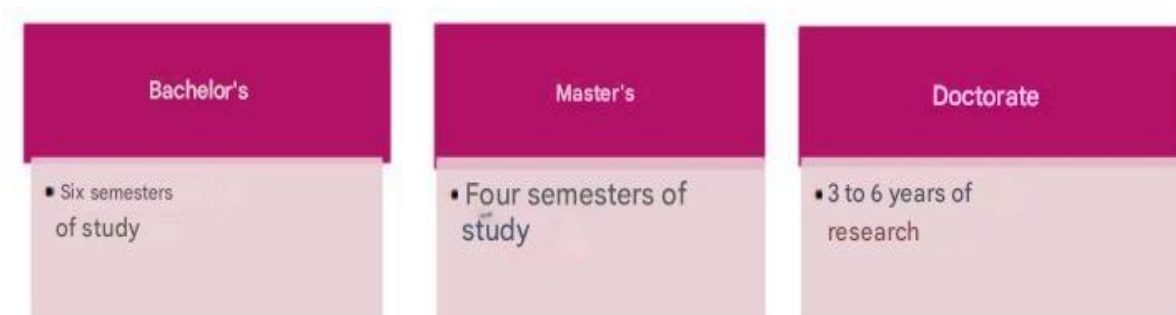 Bachelor's
• Six semesters
of study
Master's
• Four semesters of
study
Doctorate
• 3 to 6 years of
research